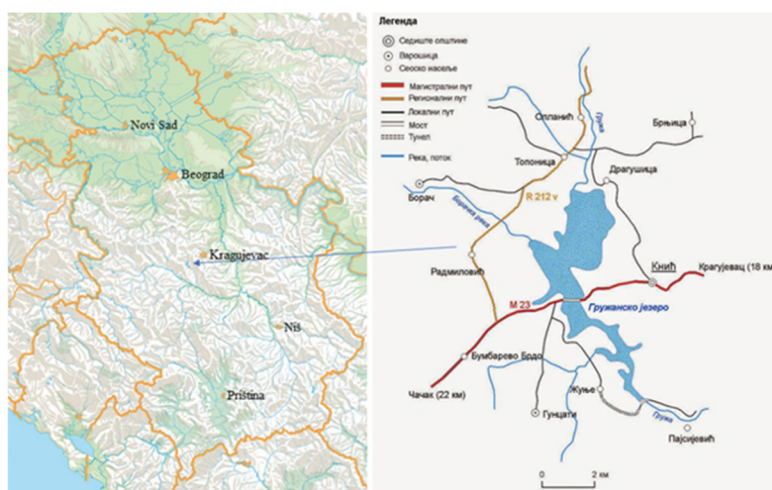 Novi Sad
Beograd
Kragujevac
Niš
Priština
Легенда
Седиште општине
Варошица
Сеоско насеље
Магистрални пут
Регионални пут
Локални пут
Мост
Тунел
Река, поток
Опланић
Гружа
Брњица
Топоница
Драгушица
Борач
Борачка река
R 212 v
Радмиловић
Кнић
Крагујевац (18 км
М 23
Гружанско језеро
Бумбарево Брдо
Чачак (22 км)
Жуње
Гунцати
Гружа
Пајсијевић
0 2 км